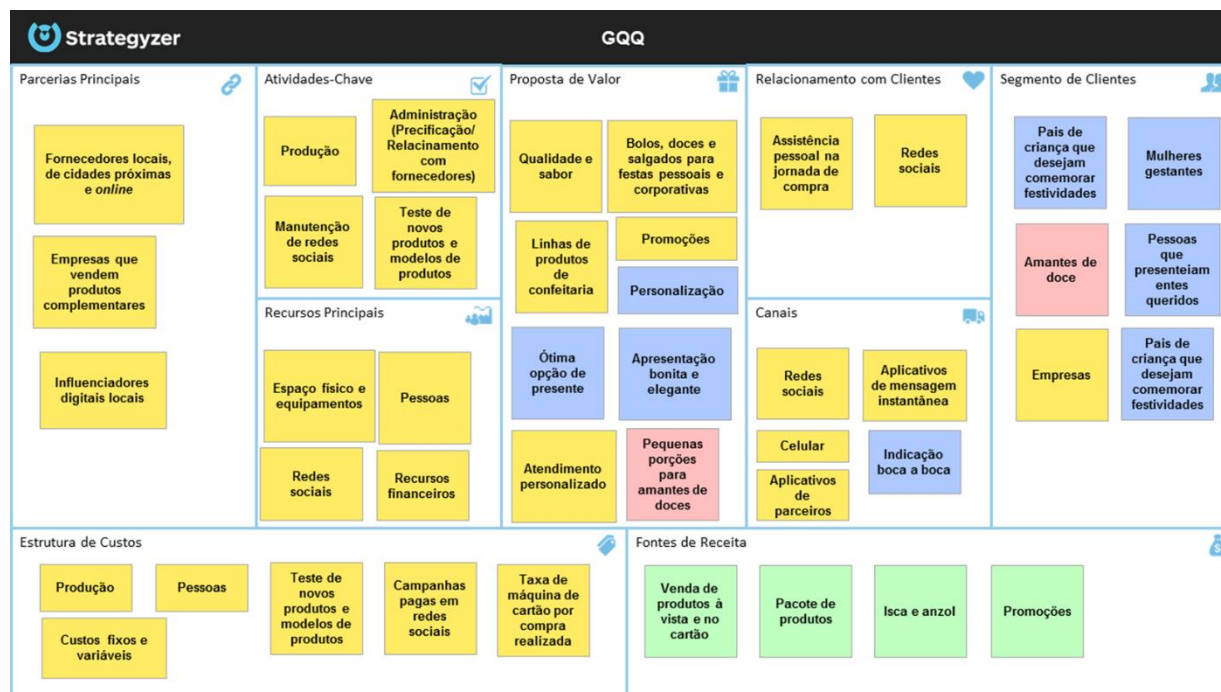 Strategyzer
GQQ
Parcerias Principais
Fornecedores locais,
de cidades próximas
e online
Empresas que
vendem
produtos
complementares
Influenciadores
digitais locais
Atividades-Chave
Produção
Administração
(Precificação/
Relacinamento
com
fornecedores)
Manutenção
de redes
sociais
Teste de
novos
produtos e
modelos de
produtos
Recursos Principais
Espaço físico e
equipamentos
Pessoas
Redes
sociais
Recursos
financeiros
Proposta de Valor
Qualidade e
sabor
Bolos, doces e
salgados para
festas pessoais e
corporativas
Linhas de
produtos
de
confeitaria
Promoções
Personalização
Ótima
opção de
presente
Apresentação
bonita e
elegante
Atendimento
personalizado
Pequenas
porções
para
amantes de
doces
Relacionamento com Clientes
Assistência
pessoal na
jornada de
compra
Redes
sociais
Canais
Redes
sociais
Aplicativos
de mensagem
instantânea
Celular
Indicação
boca a boca
Aplicativos
de
parceiros
Segmento de Clientes
Pais de
criança que
desejam
comemorar
festividades
Mulheres
gestantes
Amantes de
doce
Pessoas
que
presenteiam
entes
queridos
Empresas
Pais de
criança que
desejam
comemorar
festividades
Estrutura de Custos
Produção
Pessoas
Teste de
novos
produtos e
modelos de
produtos
Campanhas
pagas em
redes
sociais
Taxa de
máquina de
cartão por
compra
realizada
Custos fixos e
variáveis
Fontes de Receita
Venda de
produtos à
vista e no
cartão
Pacote de
produtos
Isca e anzol
Promoções